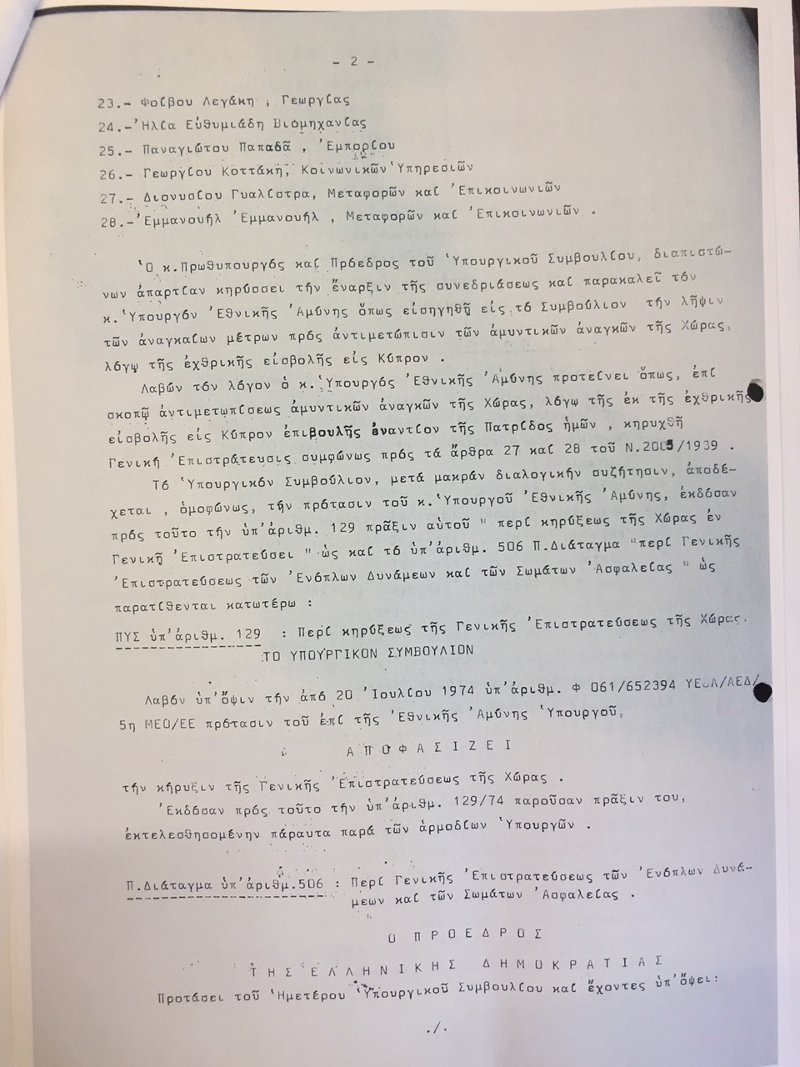 - 2 -
23.- Φοίβου Λεγάκη , Γεωργίας
24.-Ἠλία Εὐθυμιάδη Βιομηχανίας
25.- Παναγιώτου Παπαδᾶ , Ἐμπορίου
26.- Γεωργίου Κοττάκη, Κοινωνικῶν Ὑπηρεσιῶν
27.- Διονυσίου Γυαλίστρα, Μεταφορῶν καί Ἐπικοινωνιῶν
28.-Ἐμμανουήλ Ἐμμανουήλ , Μεταφορῶν καί Ἐπικοινωνιῶν .
Ὁ κ.Πρωθυπουργός καί Πρόεδρος τοῦ Ὑπουργικοῦ Συμβουλίου, διαπιστώ-
νων ἀπαρτίαν κηρύσσει τήν ἔναρξιν τῆς συνεδριάσεως καί παρακαλεῖ τόν
κ.Ὑπουργόν Ἐθνικῆς Ἀμύνης ὅπως εἰσηγηθῇ εἰς τό Συμβούλιον τήν λῆψιν
τῶν ἀναγκαίων μέτρων πρός ἀντιμετώπισιν τῶν ἀμυντικῶν ἀναγκῶν τῆς Χώρας,
λόγῳ τῆς ἐχθρικῆς εἰσβολῆς εἰς Κύπρον .
Λαβών τόν λόγον ὁ κ.Ὑπουργός Ἐθνικῆς Ἀμύνης προτείνει ὅπως, ἐπί
σκοπῷ ἀντιμετωπίσεως ἀμυντικῶν ἀναγκῶν τῆς Χώρας, λόγῳ τῆς ἐκ τῆς ἐχθρικῆς
εἰσβολῆς εἰς Κύπρον ἐπιβουλῆς ἐναντίον τῆς Πατρίδος ἡμῶν , κηρυχθῇ
Γενική Ἐπιστράτευσις συμφώνως πρός τά ἄρθρα 27 καί 28 τοῦ Ν.2005/1939 .
Τό Ὑπουργικόν Συμβούλιον, μετά μακράν διαλογικήν συζήτησιν, ἀποδέ-
χεται , ὁμοφώνως, τήν πρότασιν τοῦ κ.Ὑπουργοῦ Ἐθνικῆς Ἀμύνης, ἐκδόσαν
πρός τοῦτο τήν ὑπ'ἀριθμ. 129 πρᾶξιν αὐτοῦ " περί κηρύξεως τῆς Χώρας ἐν
Γενικῇ Ἐπιστρατεύσει " ὡς καί τό ὑπ'ἀριθμ. 506 Π.Διάταγμα "περί Γενικῆς
Ἐπιστρατεύσεως τῶν Ἐνόπλων Δυνάμεων καί τῶν Σωμάτων Ἀσφαλείας " ὡς
παρατίθενται κατωτέρω :
ΠΥΣ ὑπ'ἀριθμ. 129 : Περί κηρύξεως τῆς Γενικῆς Ἐπιστρατεύσεως τῆς Χώρας.
ΤΟ ΥΠΟΥΡΓΙΚΟΝ ΣΥΜΒΟΥΛΙΟΝ
Λαβόν ὑπ'ὄψιν τήν ἀπό 20 Ἰουλίου 1974 ὑπ'ἀριθμ. Φ 061/652394 ΥΕΘΑ/ΑΕΔ/
5η ΜΕΟ/ΕΕ πρότασιν τοῦ ἐπί τῆς Ἐθνικῆς Ἀμύνης Ὑπουργοῦ,
Α Π Ο Φ Α Σ Ι Ζ Ε Ι
τήν κήρυξιν τῆς Γενικῆς Ἐπιστρατεύσεως τῆς Χώρας .
Ἐκδόσαν πρός τοῦτο τήν ὑπ'ἀριθμ. 129/74 παροῦσαν πρᾶξιν του,
ἐκτελεσθησομένην πάραυτα παρά τῶν ἁρμοδίων Ὑπουργῶν .
Π.Διάταγμα ὑπ'ἀριθμ.506 : Περί Γενικῆς Ἐπιστρατεύσεως τῶν Ἐνόπλων Δυνά-
μεων καί τῶν Σωμάτων Ἀσφαλείας .
Ο Π Ρ Ο Ε Δ Ρ Ο Σ
Τ Η Σ Ε Λ Λ Η Ν Ι Κ Η Σ Δ Η Μ Ο Κ Ρ Α Τ Ι Α Σ
Προτάσει τοῦ Ἡμετέρου Ὑπουργικοῦ Συμβουλίου καί ἔχοντες ὑπ'ὄψει:
./.